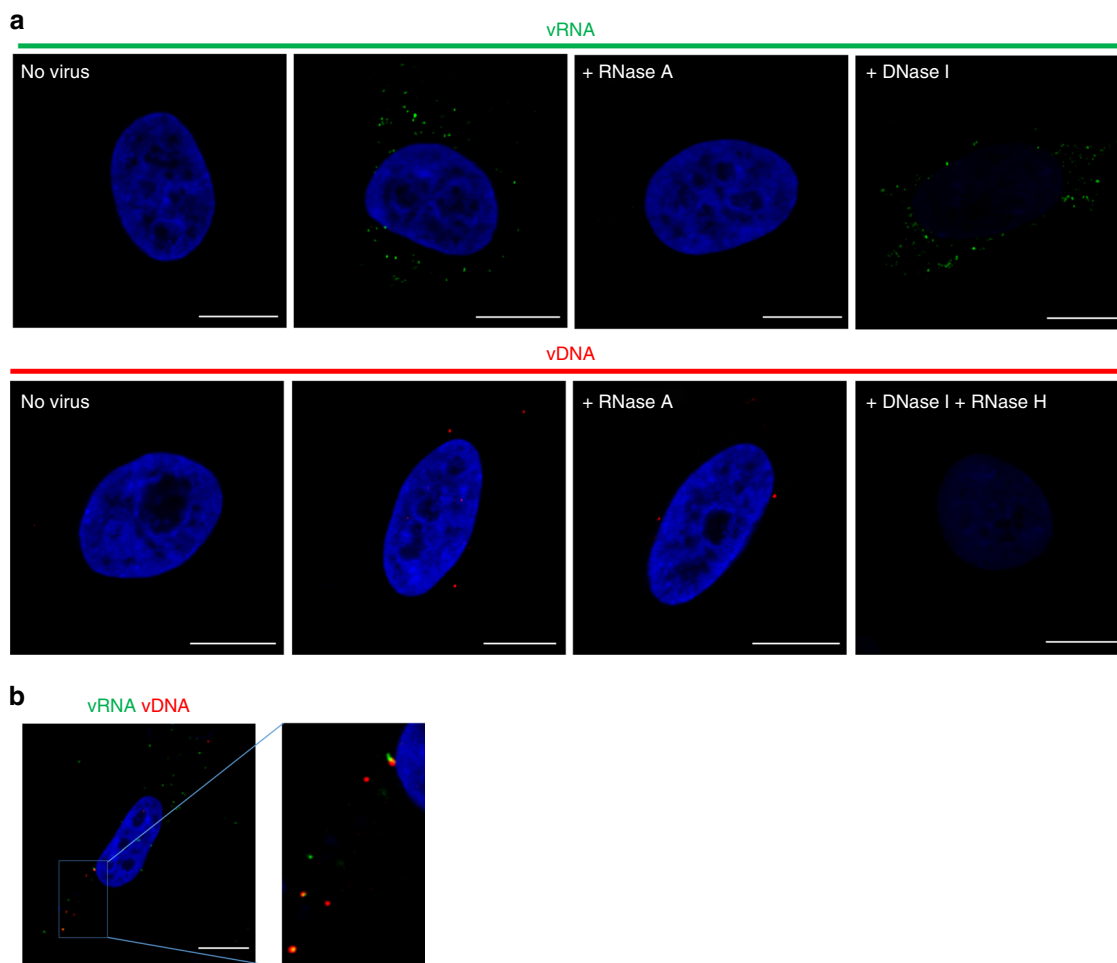 a
vRNA
No virus
+ RNase A
+ DNase I
vDNA
No virus
+ RNase A
+ DNase I + RNase H
b
vRNA vDNA